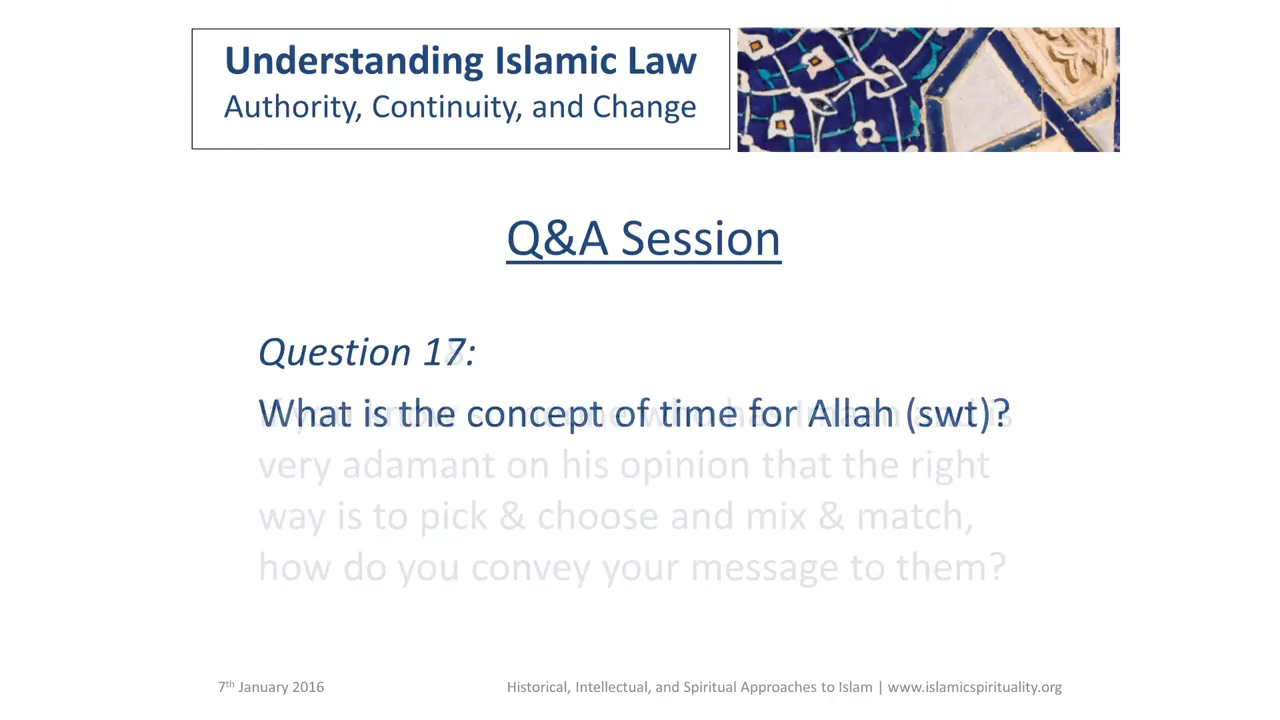 Understanding Islamic Law
Authority, Continuity, and Change
Q&A Session
Question 17:
What is the concept of time for Allah (swt)?
very adamant on his opinion that the right
way is to pick & choose and mix & match,
how do you convey your message to them?
7th January 2016
Historical, Intellectual, and Spiritual Approaches to Islam | www.islamicspirituality.org